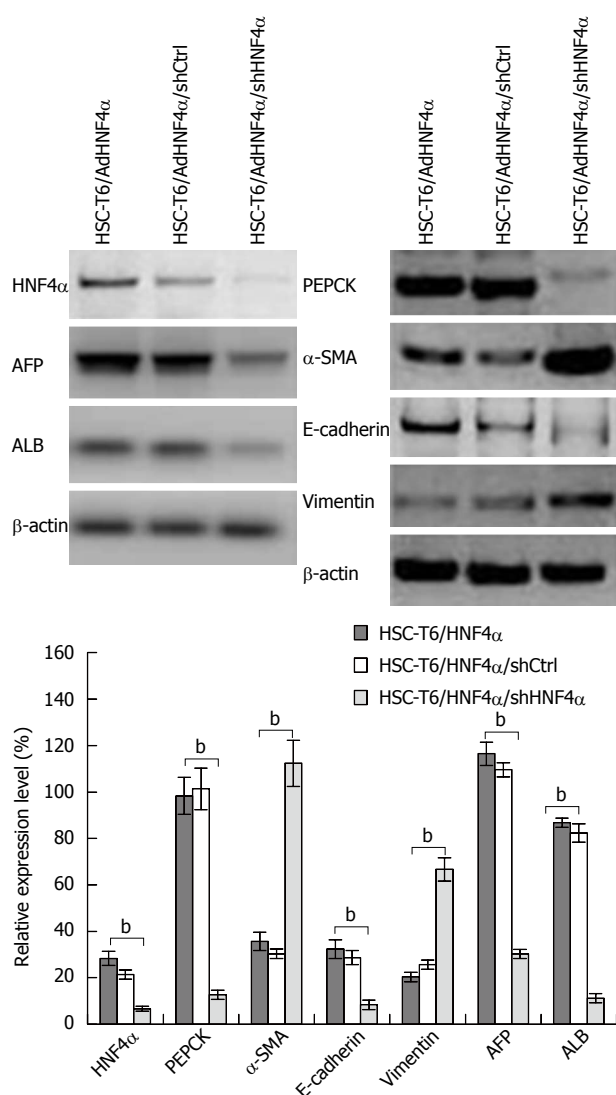 HSC-T6/AdHNF4α
HSC-T6/AdHNF4α/shCtrl
HSC-T6/AdHNF4α/shHNF4α
HNF4α
AFP
ALB
β-actin
HSC-T6/AdHNF4α
HSC-T6/AdHNF4α/shCtrl
HSC-T6/AdHNF4α/shHNF4α
PEPCK
α-SMA
E-cadherin
Vimentin
β-actin
HSC-T6/HNF4α
HSC-T6/HNF4α/shCtrl
HSC-T6/HNF4α/shHNF4α
Relative expression level (%)
160
140
120
100
80
60
40
20
0
b
b
b
b
b
b
b
HNF4α
PEPCK
α-SMA
E-cadherin
Vimentin
AFP
ALB